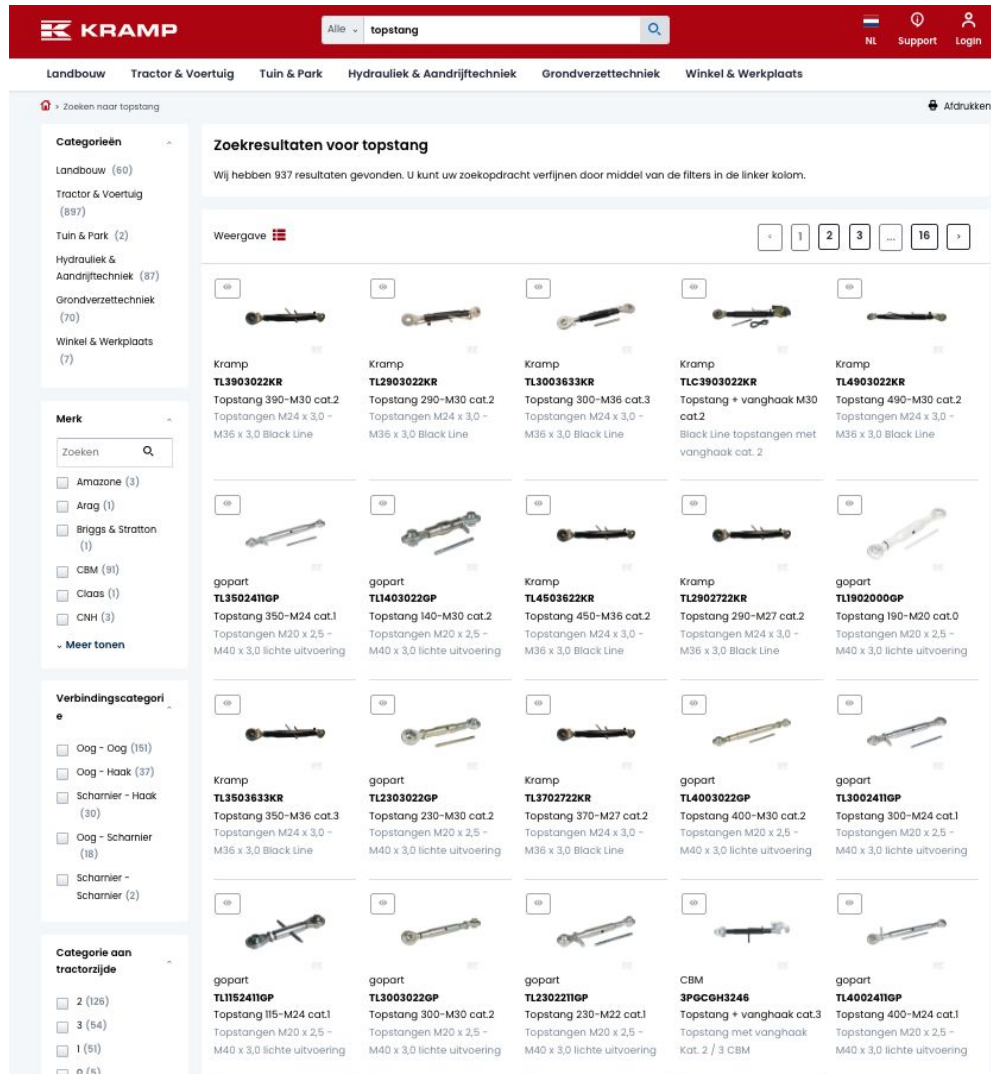 KRAMP
Alle
topstang
NL
Support
Login
Landbouw
Tractor & Voertuig
Tuin & Park
Hydrauliek & Aandrijftechniek
Grondverzettechniek
Winkel & Werkplaats
> Zoeken naar topstang
Afdrukken
Categorieën
Landbouw (60)
Tractor & Voertuig
(897)
Tuin & Park (2)
Hydrauliek &
Aandrijftechniek (87)
Grondverzettechniek
(70)
Winkel & Werkplaats
(7)
Merk
Zoeken
Amazone (3)
Arag (1)
Briggs & Stratton
(1)
CBM (91)
Claas (1)
CNH (3)
Meer tonen
Verbindingscategori
e
Oog - Oog (151)
Oog - Haak (37)
Scharnier - Haak
(30)
Oog - Scharnier
(18)
Scharnier -
Scharnier (2)
Categorie aan
tractorzijde
2 (126)
3 (54)
1 (51)
0 (5)
Zoekresultaten voor topstang
Wij hebben 937 resultaten gevonden. U kunt uw zoekopdracht verfijnen door middel van de filters in de linker kolom.
Weergave
‹ 1 2 3 ... 16 ›
Kramp
TL3903022KR
Topstang 390-M30 cat.2
Topstangen M24 x 3,0 -
M36 x 3,0 Black Line
Kramp
TL2903022KR
Topstang 290-M30 cat.2
Topstangen M24 x 3,0 -
M36 x 3,0 Black Line
Kramp
TL3003633KR
Topstang 300-M36 cat.3
Topstangen M24 x 3,0 -
M36 x 3,0 Black Line
Kramp
TLC3903022KR
Topstang + vanghaak M30
cat.2
Black Line topstangen met
vanghaak cat. 2
Kramp
TL4903022KR
Topstang 490-M30 cat.2
Topstangen M24 x 3,0 -
M36 x 3,0 Black Line
gopart
TL3502411GP
Topstang 350-M24 cat.1
Topstangen M20 x 2,5 -
M40 x 3,0 lichte uitvoering
gopart
TL1403022GP
Topstang 140-M30 cat.2
Topstangen M20 x 2,5 -
M40 x 3,0 lichte uitvoering
Kramp
TL4503622KR
Topstang 450-M36 cat.2
Topstangen M24 x 3,0 -
M36 x 3,0 Black Line
Kramp
TL2902722KR
Topstang 290-M27 cat.2
Topstangen M24 x 3,0 -
M36 x 3,0 Black Line
gopart
TL1902000GP
Topstang 190-M20 cat.0
Topstangen M20 x 2,5 -
M40 x 3,0 lichte uitvoering
Kramp
TL3503633KR
Topstang 350-M36 cat.3
Topstangen M24 x 3,0 -
M36 x 3,0 Black Line
gopart
TL2303022GP
Topstang 230-M30 cat.2
Topstangen M20 x 2,5 -
M40 x 3,0 lichte uitvoering
Kramp
TL3702722KR
Topstang 370-M27 cat.2
Topstangen M24 x 3,0 -
M36 x 3,0 Black Line
gopart
TL4003022GP
Topstang 400-M30 cat.2
Topstangen M20 x 2,5 -
M40 x 3,0 lichte uitvoering
gopart
TL3002411GP
Topstang 300-M24 cat.1
Topstangen M20 x 2,5 -
M40 x 3,0 lichte uitvoering
gopart
TL1152411GP
Topstang 115-M24 cat.1
Topstangen M20 x 2,5 -
M40 x 3,0 lichte uitvoering
gopart
TL3003022GP
Topstang 300-M30 cat.2
Topstangen M20 x 2,5 -
M40 x 3,0 lichte uitvoering
gopart
TL2302211GP
Topstang 230-M22 cat.1
Topstangen M20 x 2,5 -
M40 x 3,0 lichte uitvoering
CBM
3PGCGH3246
Topstang + vanghaak cat.3
Topstang met vanghaak
Kat. 2 / 3 CBM
gopart
TL4002411GP
Topstang 400-M24 cat.1
Topstangen M20 x 2,5 -
M40 x 3,0 lichte uitvoering